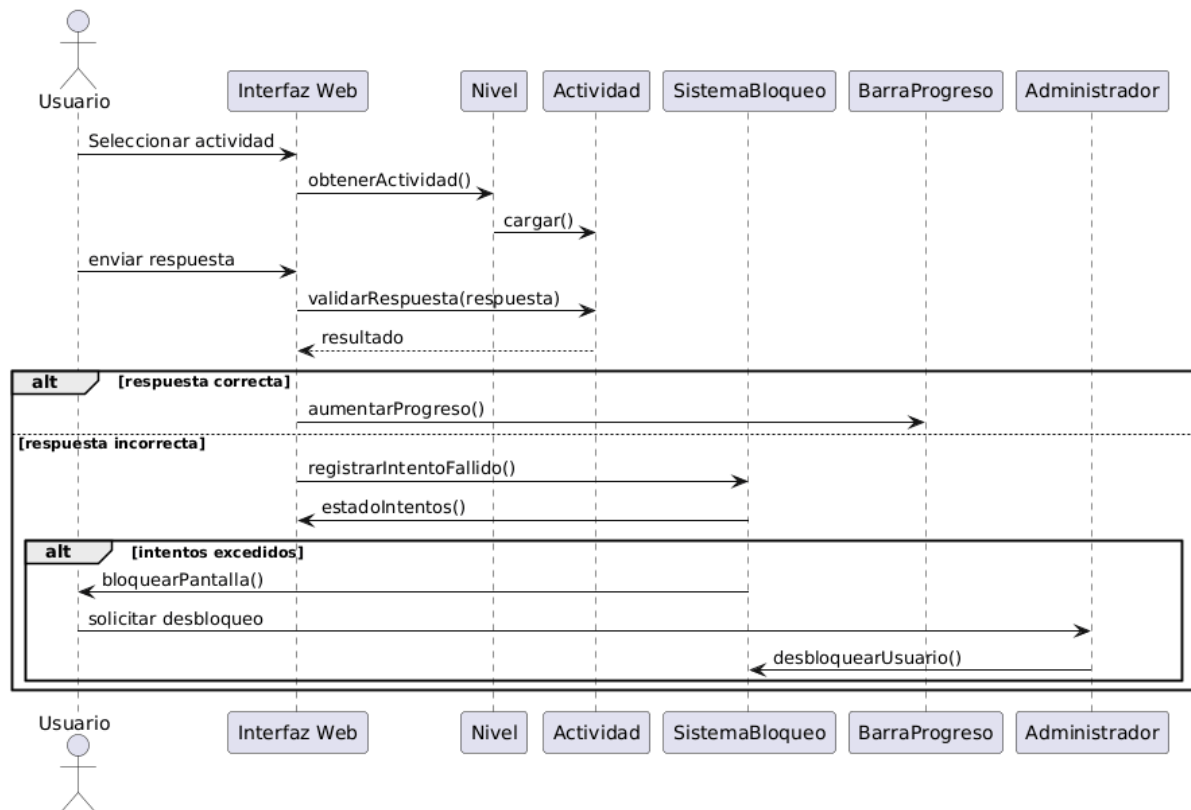 Usuario
Interfaz Web
Nivel
Actividad
SistemaBloqueo
BarraProgreso
Administrador
Seleccionar actividad
obtenerActividad()
cargar()
enviar respuesta
validarRespuesta(respuesta)
resultado
alt [respuesta correcta]
aumentarProgreso()
[respuesta incorrecta]
registrarIntentoFallido()
estadoIntentos()
alt [intentos excedidos]
bloquearPantalla()
solicitar desbloqueo
desbloquearUsuario()
Usuario
Interfaz Web
Nivel
Actividad
SistemaBloqueo
BarraProgreso
Administrador